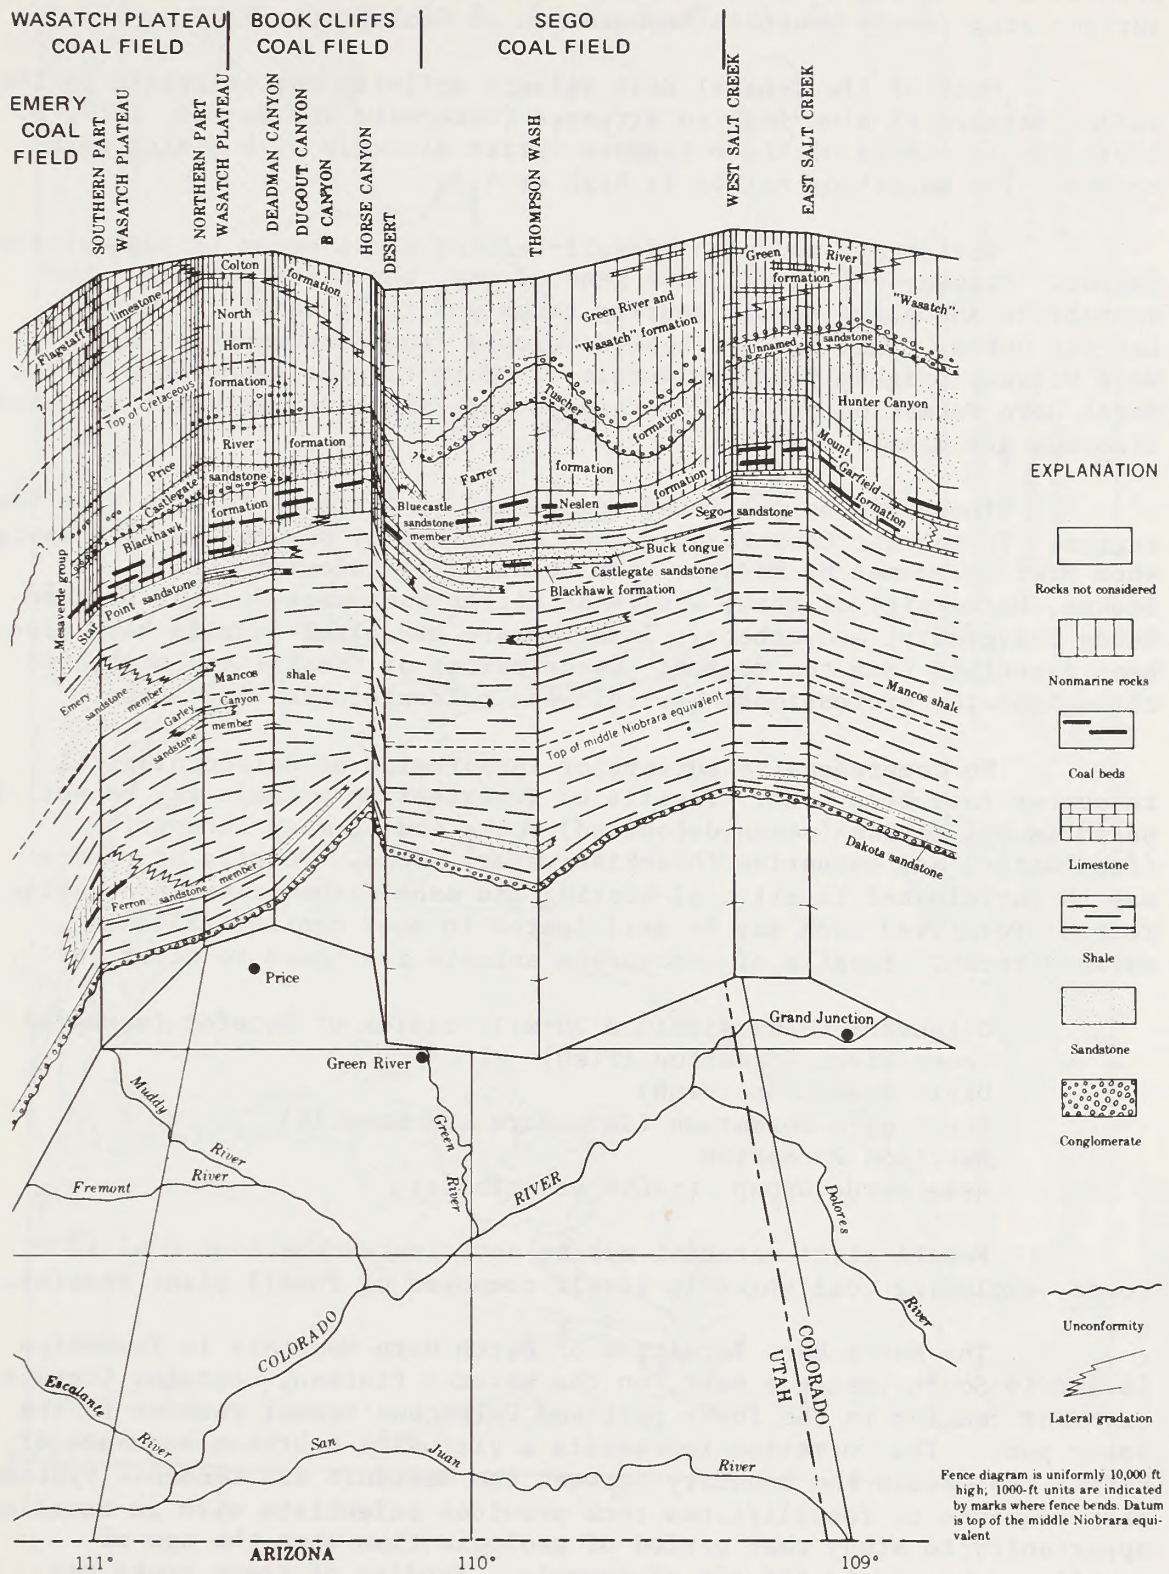 WASATCH PLATEAU
COAL FIELD
BOOK CLIFFS
COAL FIELD
SEGO
COAL FIELD
EMERY
COAL
FIELD
SOUTHERN PART
WASATCH PLATEAU
NORTHERN PART
WASATCH PLATEAU
DEADMAN CANYON
DUGOUT CANYON
B CANYON
HORSE CANYON
DESERT
THOMPSON WASH
WEST SALT CREEK
EAST SALT CREEK
Flagstaff limestone
Colton formation
North
Horn
formation
Top of Cretaceous
Price River formation
Castlegate sandstone
Blackhawk formation
Star Point sandstone
Mesaverde group
Emery
sandstone member
Garley Canyon
sandstone member
Mancos shale
Ferron sandstone member
Green River and
"Wasatch" formation
Tuscher formation
Farrer formation
Bluecastle
sandstone
member
Neslen formation
Sego sandstone
Buck tongue
Castlegate sandstone
Blackhawk formation
Top of middle Niobrara equivalent
Green River
formation
"Wasatch"
Unnamed sandstone
Hunter Canyon
Mount
Garfield
formation
Mancos shale
Dakota sandstone
?
?
?
?
?
?
EXPLANATION
Rocks not considered
Nonmarine rocks
Coal beds
Limestone
Shale
Sandstone
Conglomerate
Price
Green River
Grand Junction
Muddy
River
Fremont River
Green
River
COLORADO RIVER
Dolores
River
UTAH
COLORADO
Escalante
River
San Juan River
ARIZONA
111°
110°
109°
Unconformity
Lateral gradation
Fence diagram is uniformly 10,000 ft
high; 1000-ft units are indicated
by marks where fence bends. Datum
is top of the middle Niobrara equi-
valent